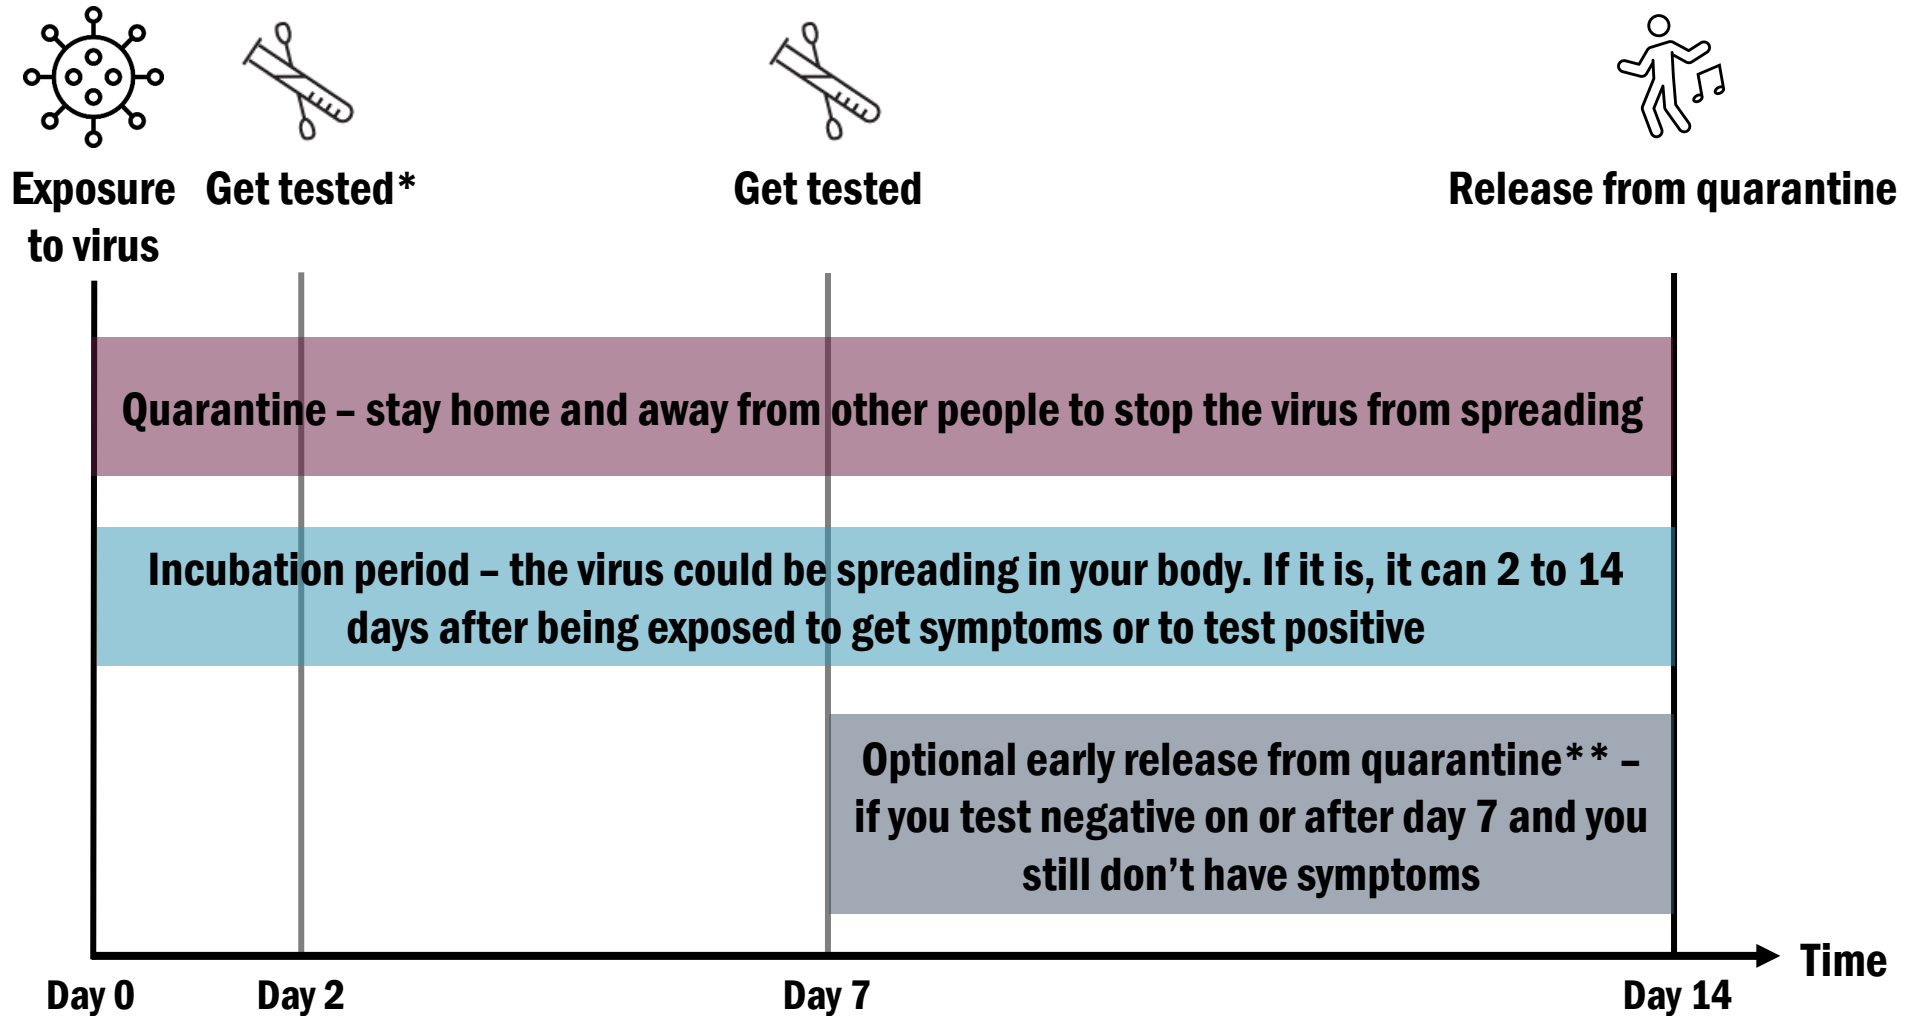 Exposure
to virus
Get tested*
Get tested
Release from quarantine
Quarantine – stay home and away from other people to stop the virus from spreading
Incubation period – the virus could be spreading in your body. If it is, it can 2 to 14
days after being exposed to get symptoms or to test positive
Optional early release from quarantine** –
if you test negative on or after day 7 and you
still don’t have symptoms
Time
Day 0
Day 2
Day 7
Day 14